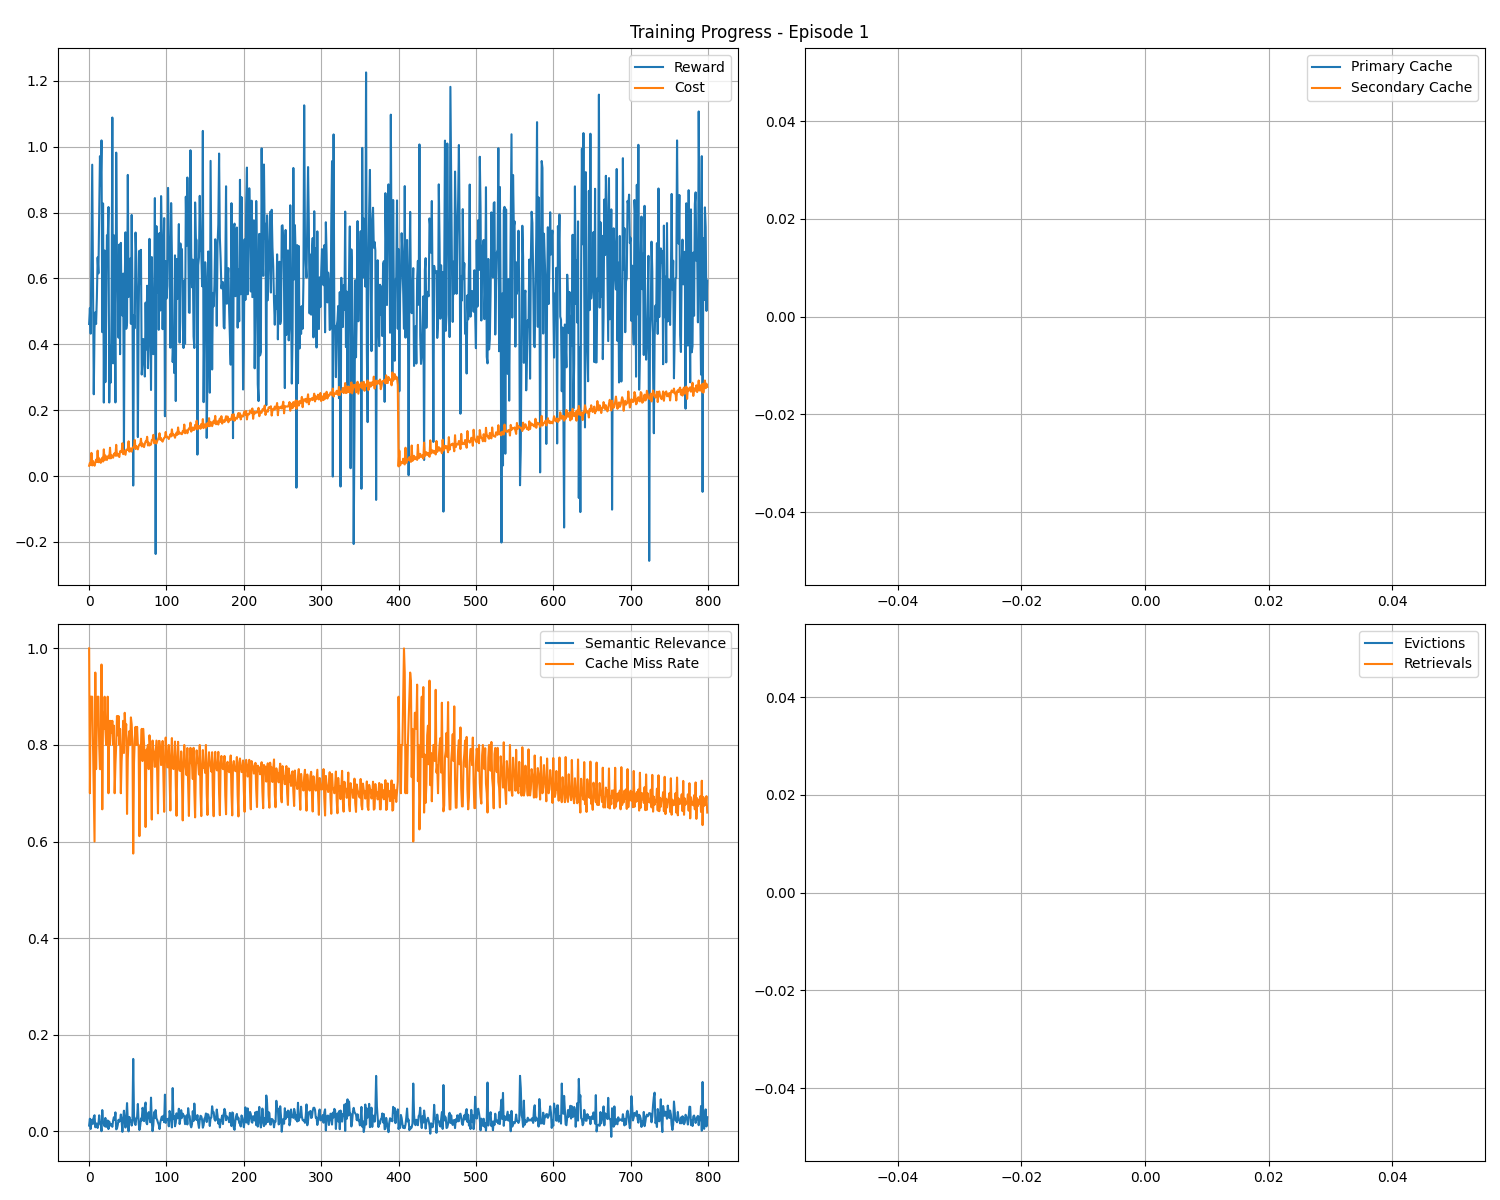 Training Progress - Episode 1
Reward
Cost
1.2
1.0
0.8
0.6
0.4
0.2
0.0
−0.2
0 100 200 300 400 500 600 700 800
Primary Cache
Secondary Cache
0.04
0.02
0.00
−0.02
−0.04
−0.04 −0.02 0.00 0.02 0.04
Semantic Relevance
Cache Miss Rate
1.0
0.8
0.6
0.4
0.2
0.0
0 100 200 300 400 500 600 700 800
Evictions
Retrievals
0.04
0.02
0.00
−0.02
−0.04
−0.04 −0.02 0.00 0.02 0.04